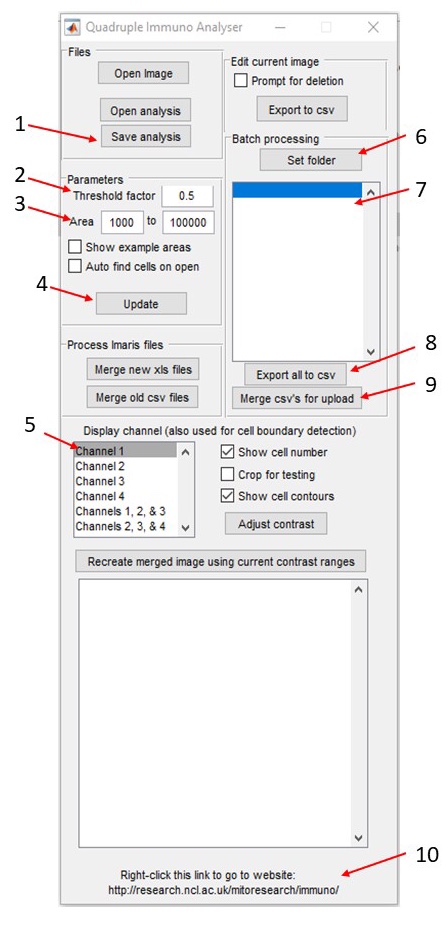 Quadruple Immuno Analyser
Files
Open Image
Open analysis
1
Save analysis
Edit current image
Prompt for deletion
Export to csv
Batch processing
6
Set folder
7
2
Parameters
Threshold factor 0.5
3
Area 1000 to 100000
Show example areas
Auto find cells on open
4
Update
Process Imaris files
Merge new xls files
Merge old csv files
8
Export all to csv
9
Merge csv's for upload
5
Display channel (also used for cell boundary detection)
Channel 1
Channel 2
Channel 3
Channel 4
Channels 1, 2, & 3
Channels 2, 3, & 4
Show cell number
Crop for testing
Show cell contours
Adjust contrast
Recreate merged image using current contrast ranges
10
Right-click this link to go to website:
http://research.ncl.ac.uk/mitoresearch/immuno/